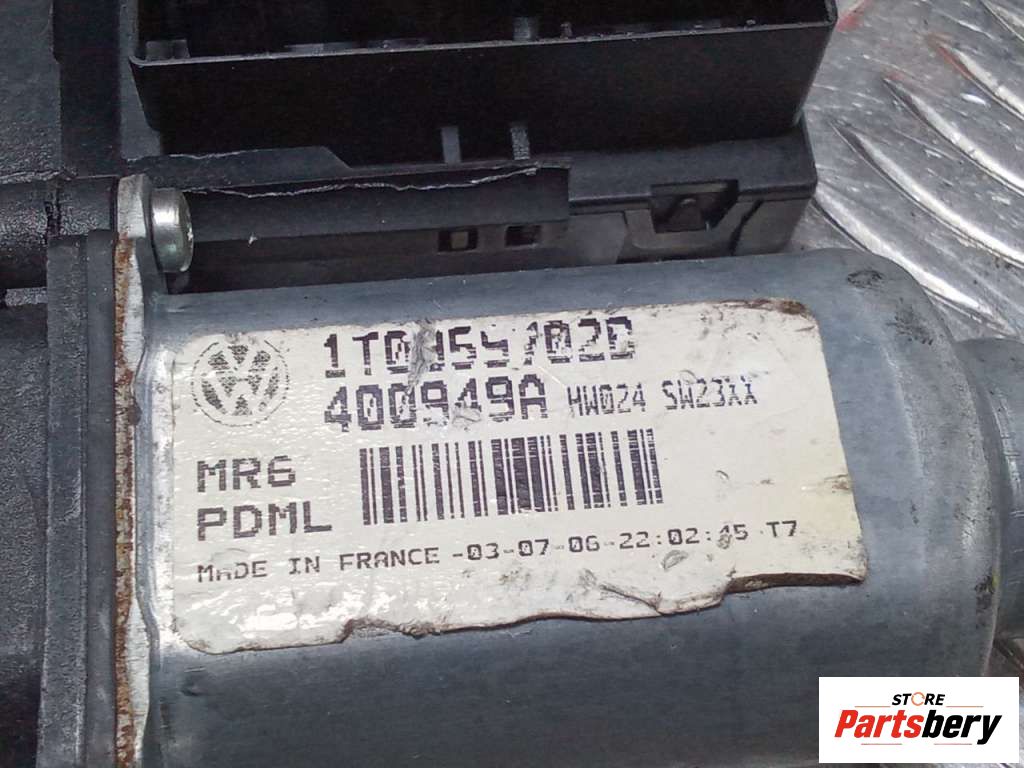 1T0959702D
400949A HW024 SW23XX
MR6
PDML
MADE IN FRANCE -03-07-06-22:02:45 T7
STORE
Partsbery